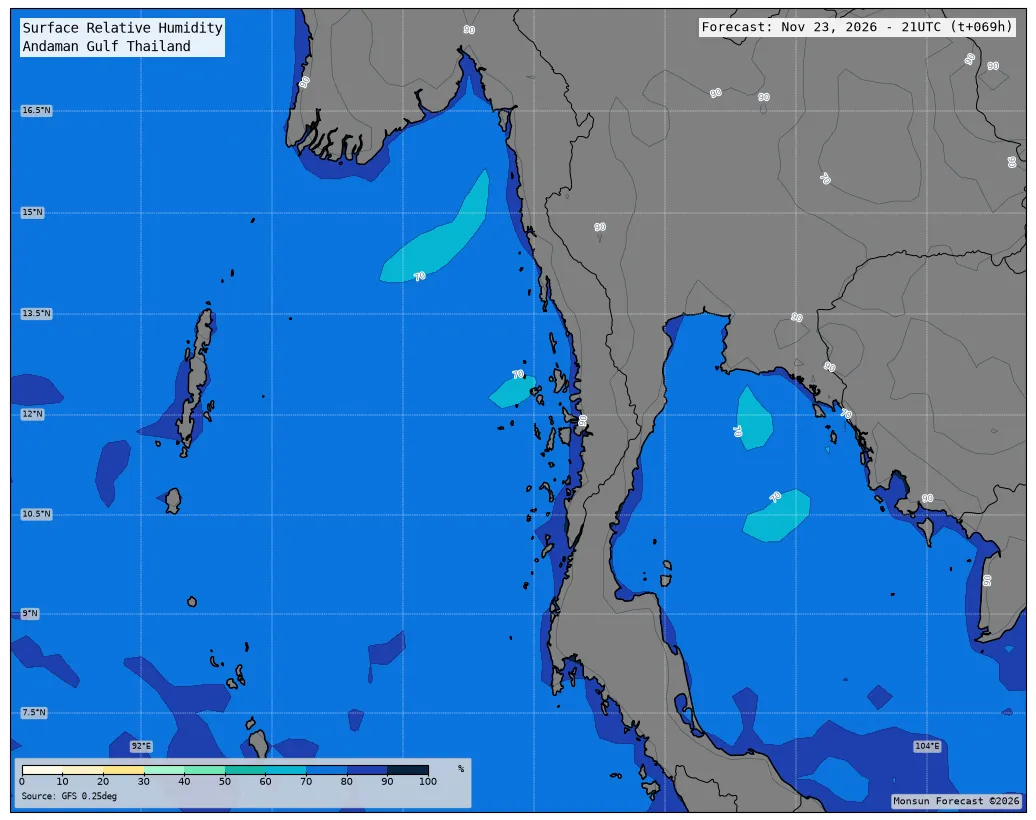 Surface Relative Humidity
Andaman Gulf Thailand
Forecast: Nov 23, 2026 - 21UTC (t+069h)
90
90
90
90
90
90
16.5°N
90
70
15°N
90
70
13.5°N
90
90
70
12°N
70
90
70
70
90
10.5°N
90
9°N
7.5°N
92°E
104°E
%
0 10 20 30 40 50 60 70 80 90 100
Source: GFS 0.25deg
Monsun Forecast ©2026